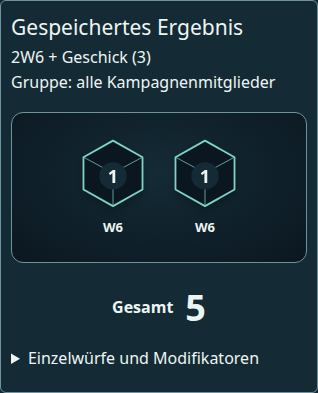 Gespeichertes Ergebnis
2W6 + Geschick (3)
Gruppe: alle Kampagnenmitglieder
1 1
W6 W6
Gesamt 5
Einzelwürfe und Modifikatoren